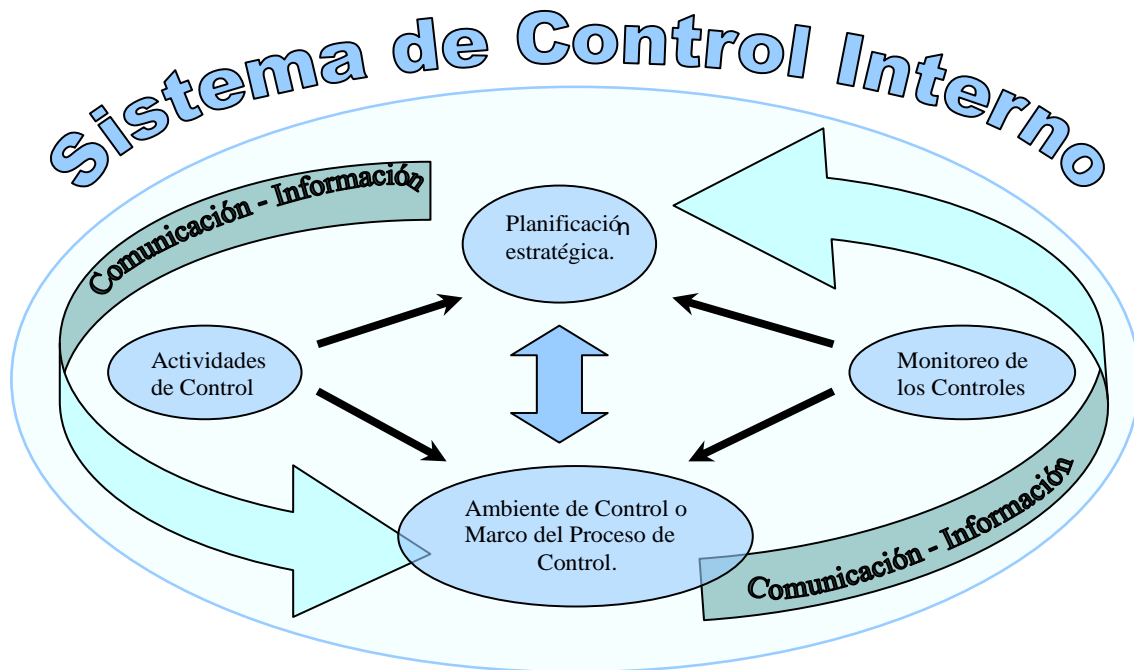 Sistema de Control Interno
Comunicación - Información
Planificación
estratégica.
Actividades
de Control
Monitoreo de
los Controles
Ambiente de Control o
Marco del Proceso de
Control.
Comunicación - Información